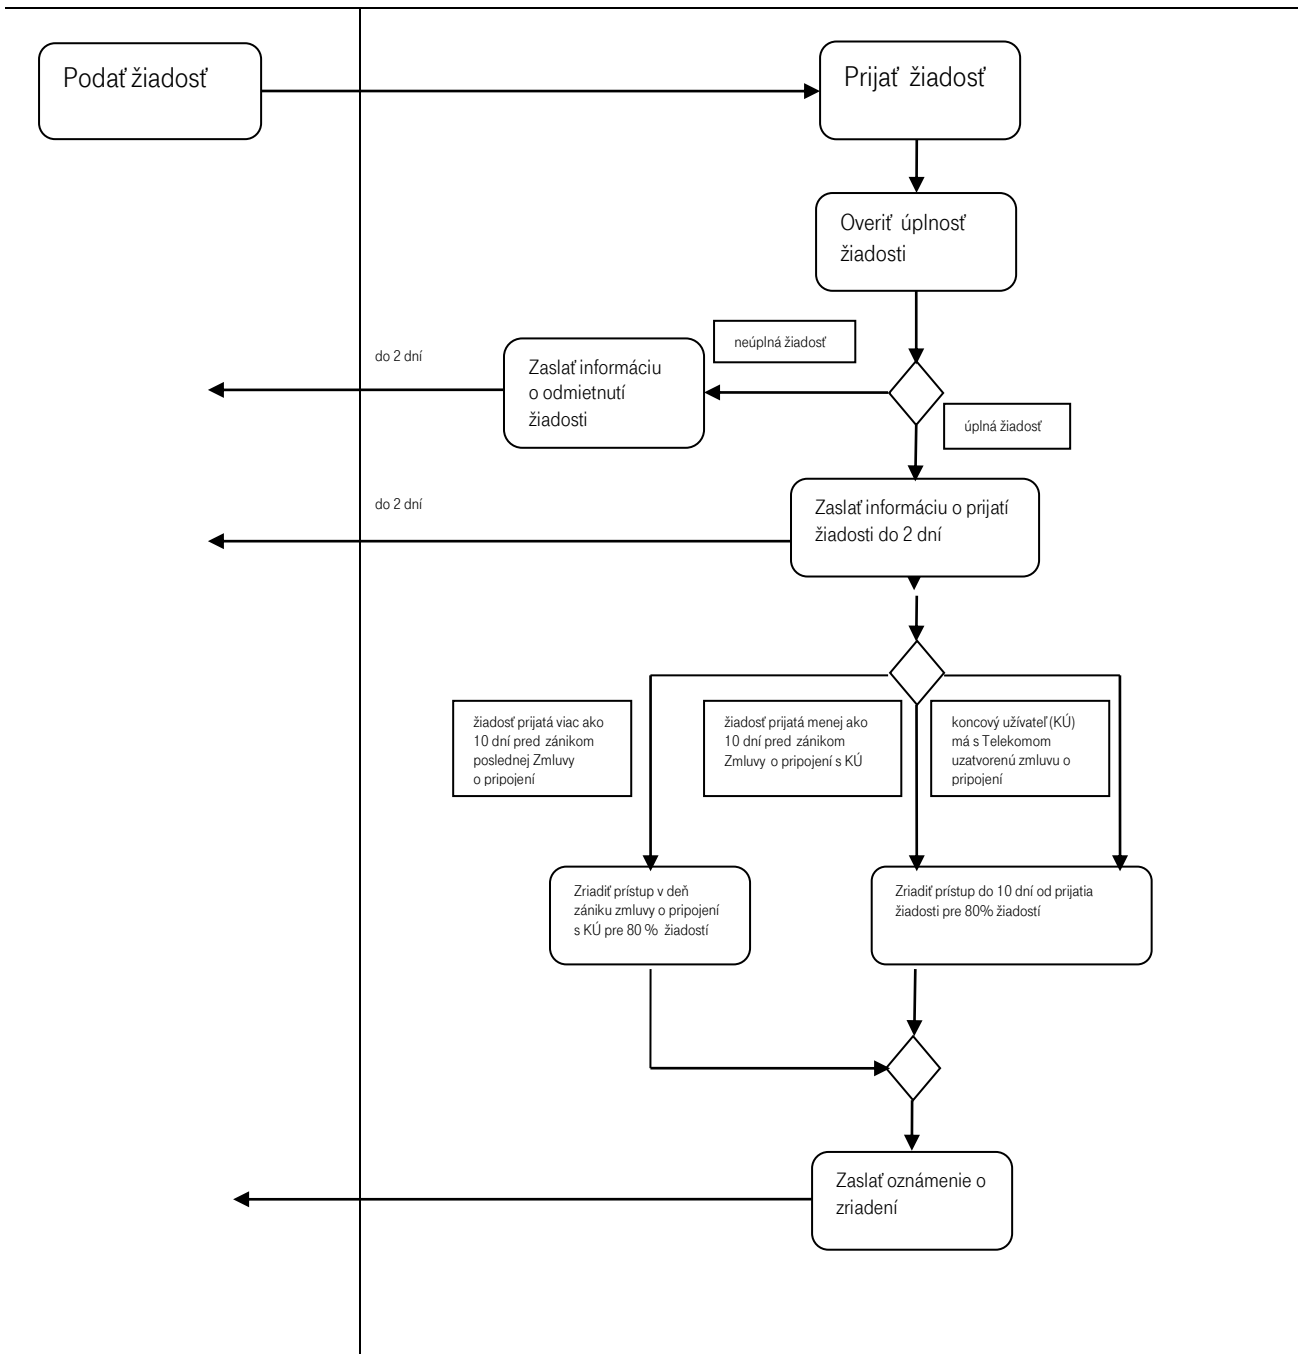 Podať žiadosť
Prijať žiadosť
Overiť úplnosť
žiadosti
neúplná žiadosť
do 2 dní
Zaslať informáciu
o odmietnutí
žiadosti
úplná žiadosť
do 2 dní
Zaslať informáciu o prijatí
žiadosti do 2 dní
žiadosť prijatá viac ako
10 dní pred zánikom
poslednej Zmluvy
o pripojení
žiadosť prijatá menej ako
10 dní pred zánikom
Zmluvy o pripojení s KÚ
koncový užívateľ (KÚ)
má s Telekomom
uzatvorenú zmluvu o
pripojení
Zriadiť prístup v deň
zániku zmluvy o pripojení
s KÚ pre 80 % žiadostí
Zriadiť prístup do 10 dní od prijatia
žiadosti pre 80% žiadostí
Zaslať oznámenie o
zriadení